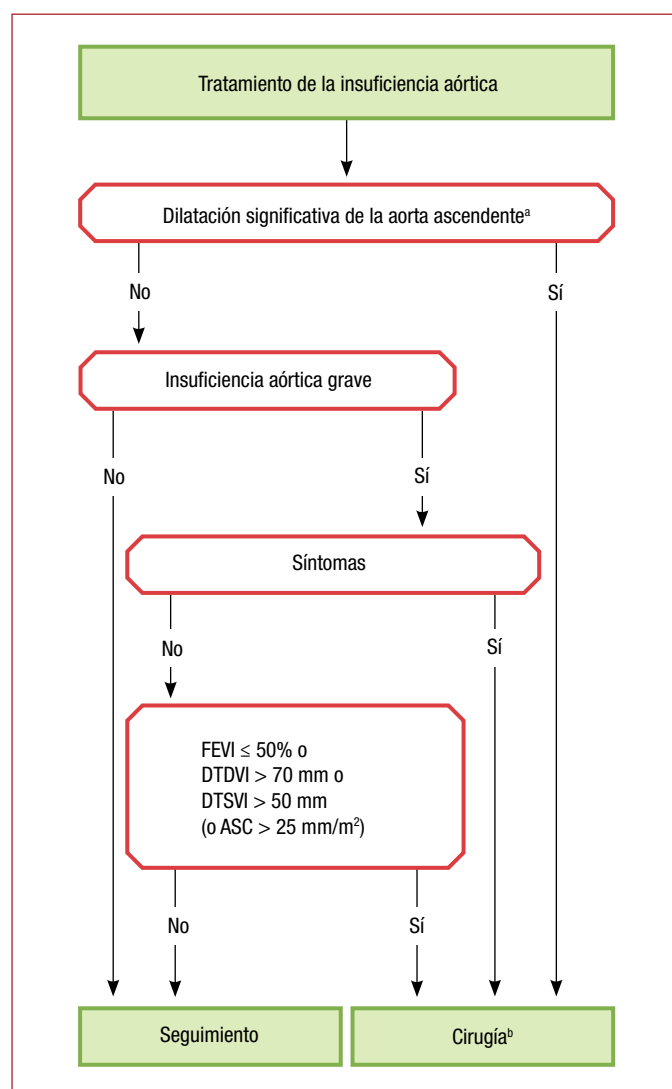 Tratamiento de la insuficiencia aórtica
Dilatación significativa de la aorta ascendenteᵃ
No
Sí
Insuficiencia aórtica grave
No
Sí
Síntomas
No
Sí
FEVI ≤ 50% o
DTDVI > 70 mm o
DTSVI > 50 mm
(o ASC > 25 mm/m²)
No
Sí
Seguimiento
Cirugíaᵇ